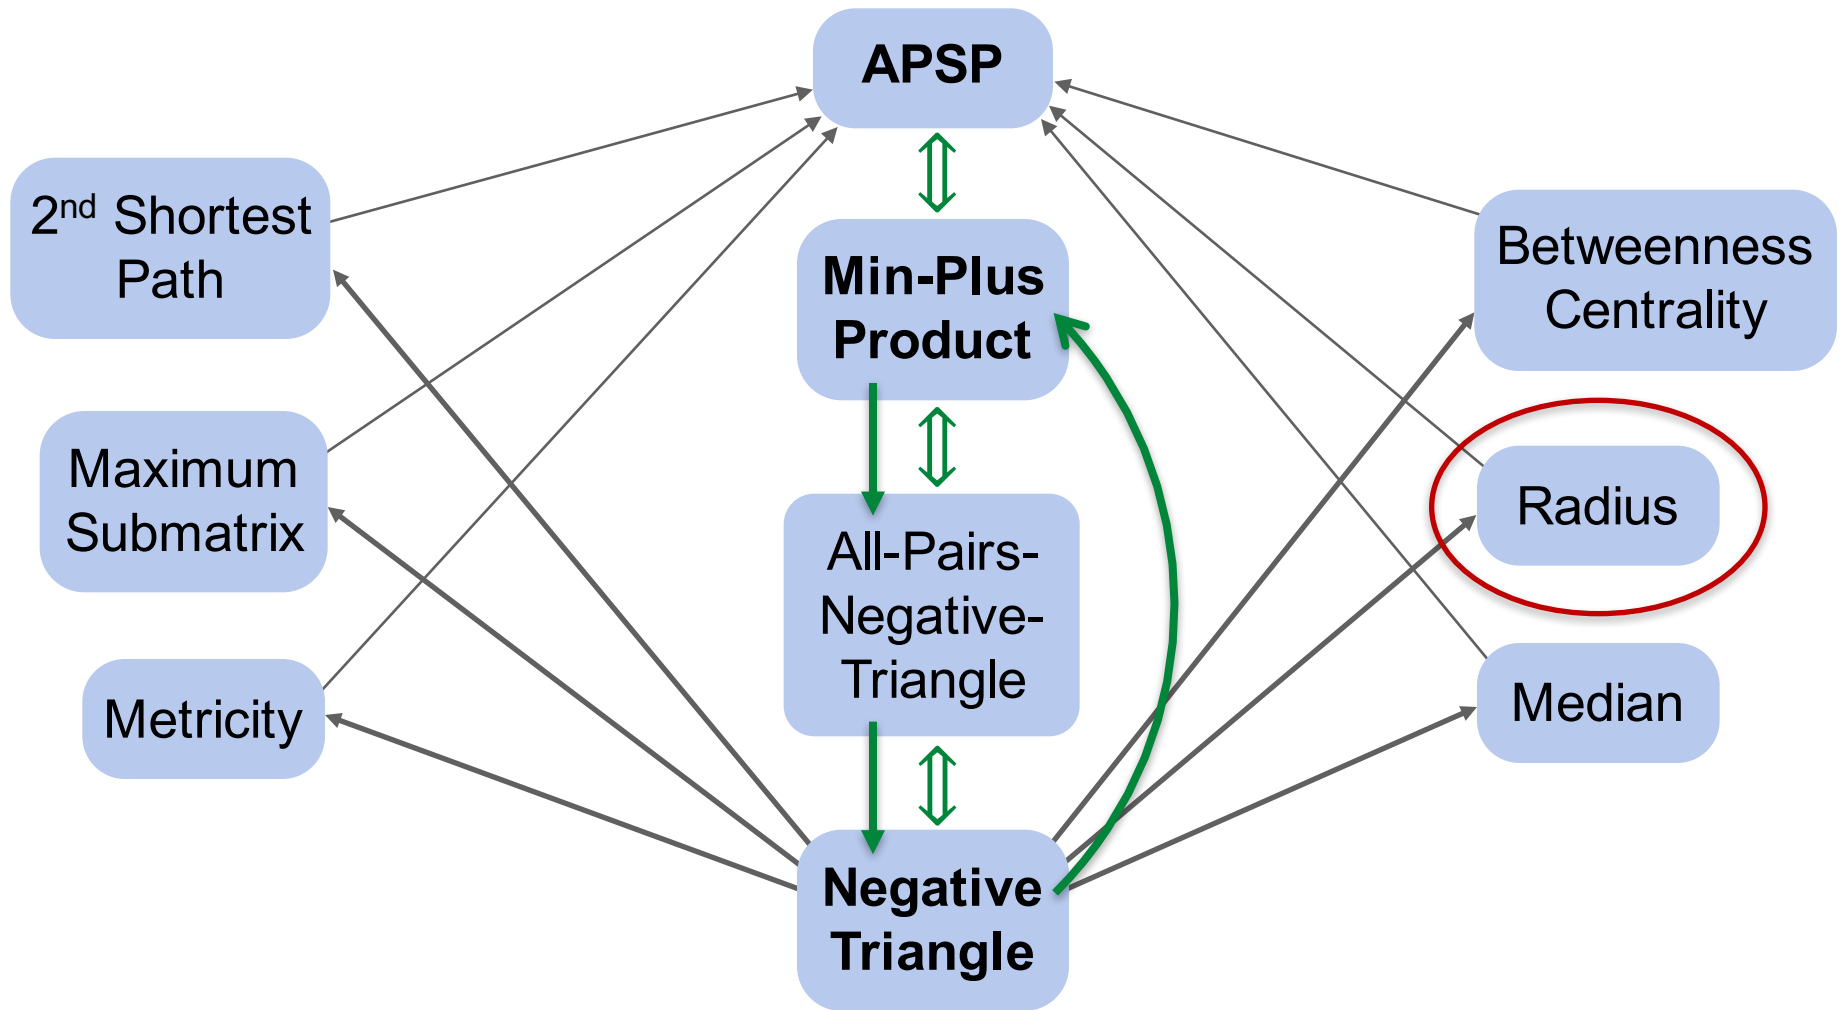 APSP
2nd Shortest
Path
Min-Plus
Product
Betweenness
Centrality
Maximum
Submatrix
All-Pairs-
Negative-
Triangle
Radius
Metricity
Median
Negative
Triangle